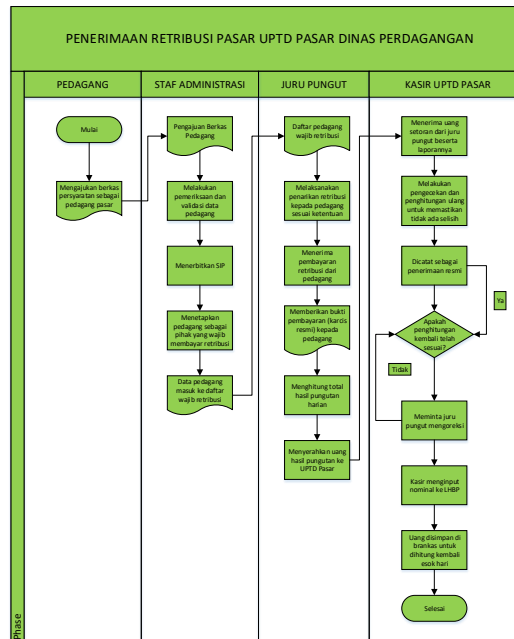 PENERIMAAN RETRIBUSI PASAR UPTD PASAR DINAS PERDAGANGAN
PEDAGANG
STAF ADMINISTRASI
JURU PUNGUT
KASIR UPTD PASAR
Mulai
Mengajukan berkas
persyaratan sebagai
pedagang pasar
Pengajuan Berkas
Pedagang
Melakukan
pemeriksaan dan
validasi data
pedagang
Menerbitkan SIP
Menetapkan
pedagang sebagai
pihak yang wajib
membayar retribusi
Data pedagang
masuk ke daftar
wajib retribusi
Daftar pedagang
wajib retribusi
Melaksanakan
penarikan retribusi
kepada pedagang
sesuai ketentuan
Menerima
pembayaran
retribusi dari
pedagang
Memberikan bukti
pembayaran (karcis
resmi) kepada
pedagang
Menghitung total
hasil pungutan
harian
Menyerahkan uang
hasil pungutan ke
UPTD Pasar
Menerima uang
setoran dari juru
pungut beserta
laporannya
Melakukan
pengecekan dan
penghitungan ulang
untuk memastikan
tidak ada selisih
Dicatat sebagai
penerimaan resmi
Ya
Apakah
penghitungan
kembali telah
sesuai?
Tidak
Meminta juru
pungut mengoreksi
Kasir menginput
nominal ke LHBP
Uang disimpan di
brankas untuk
dihitung kembali
esok hari
Selesai
Phase